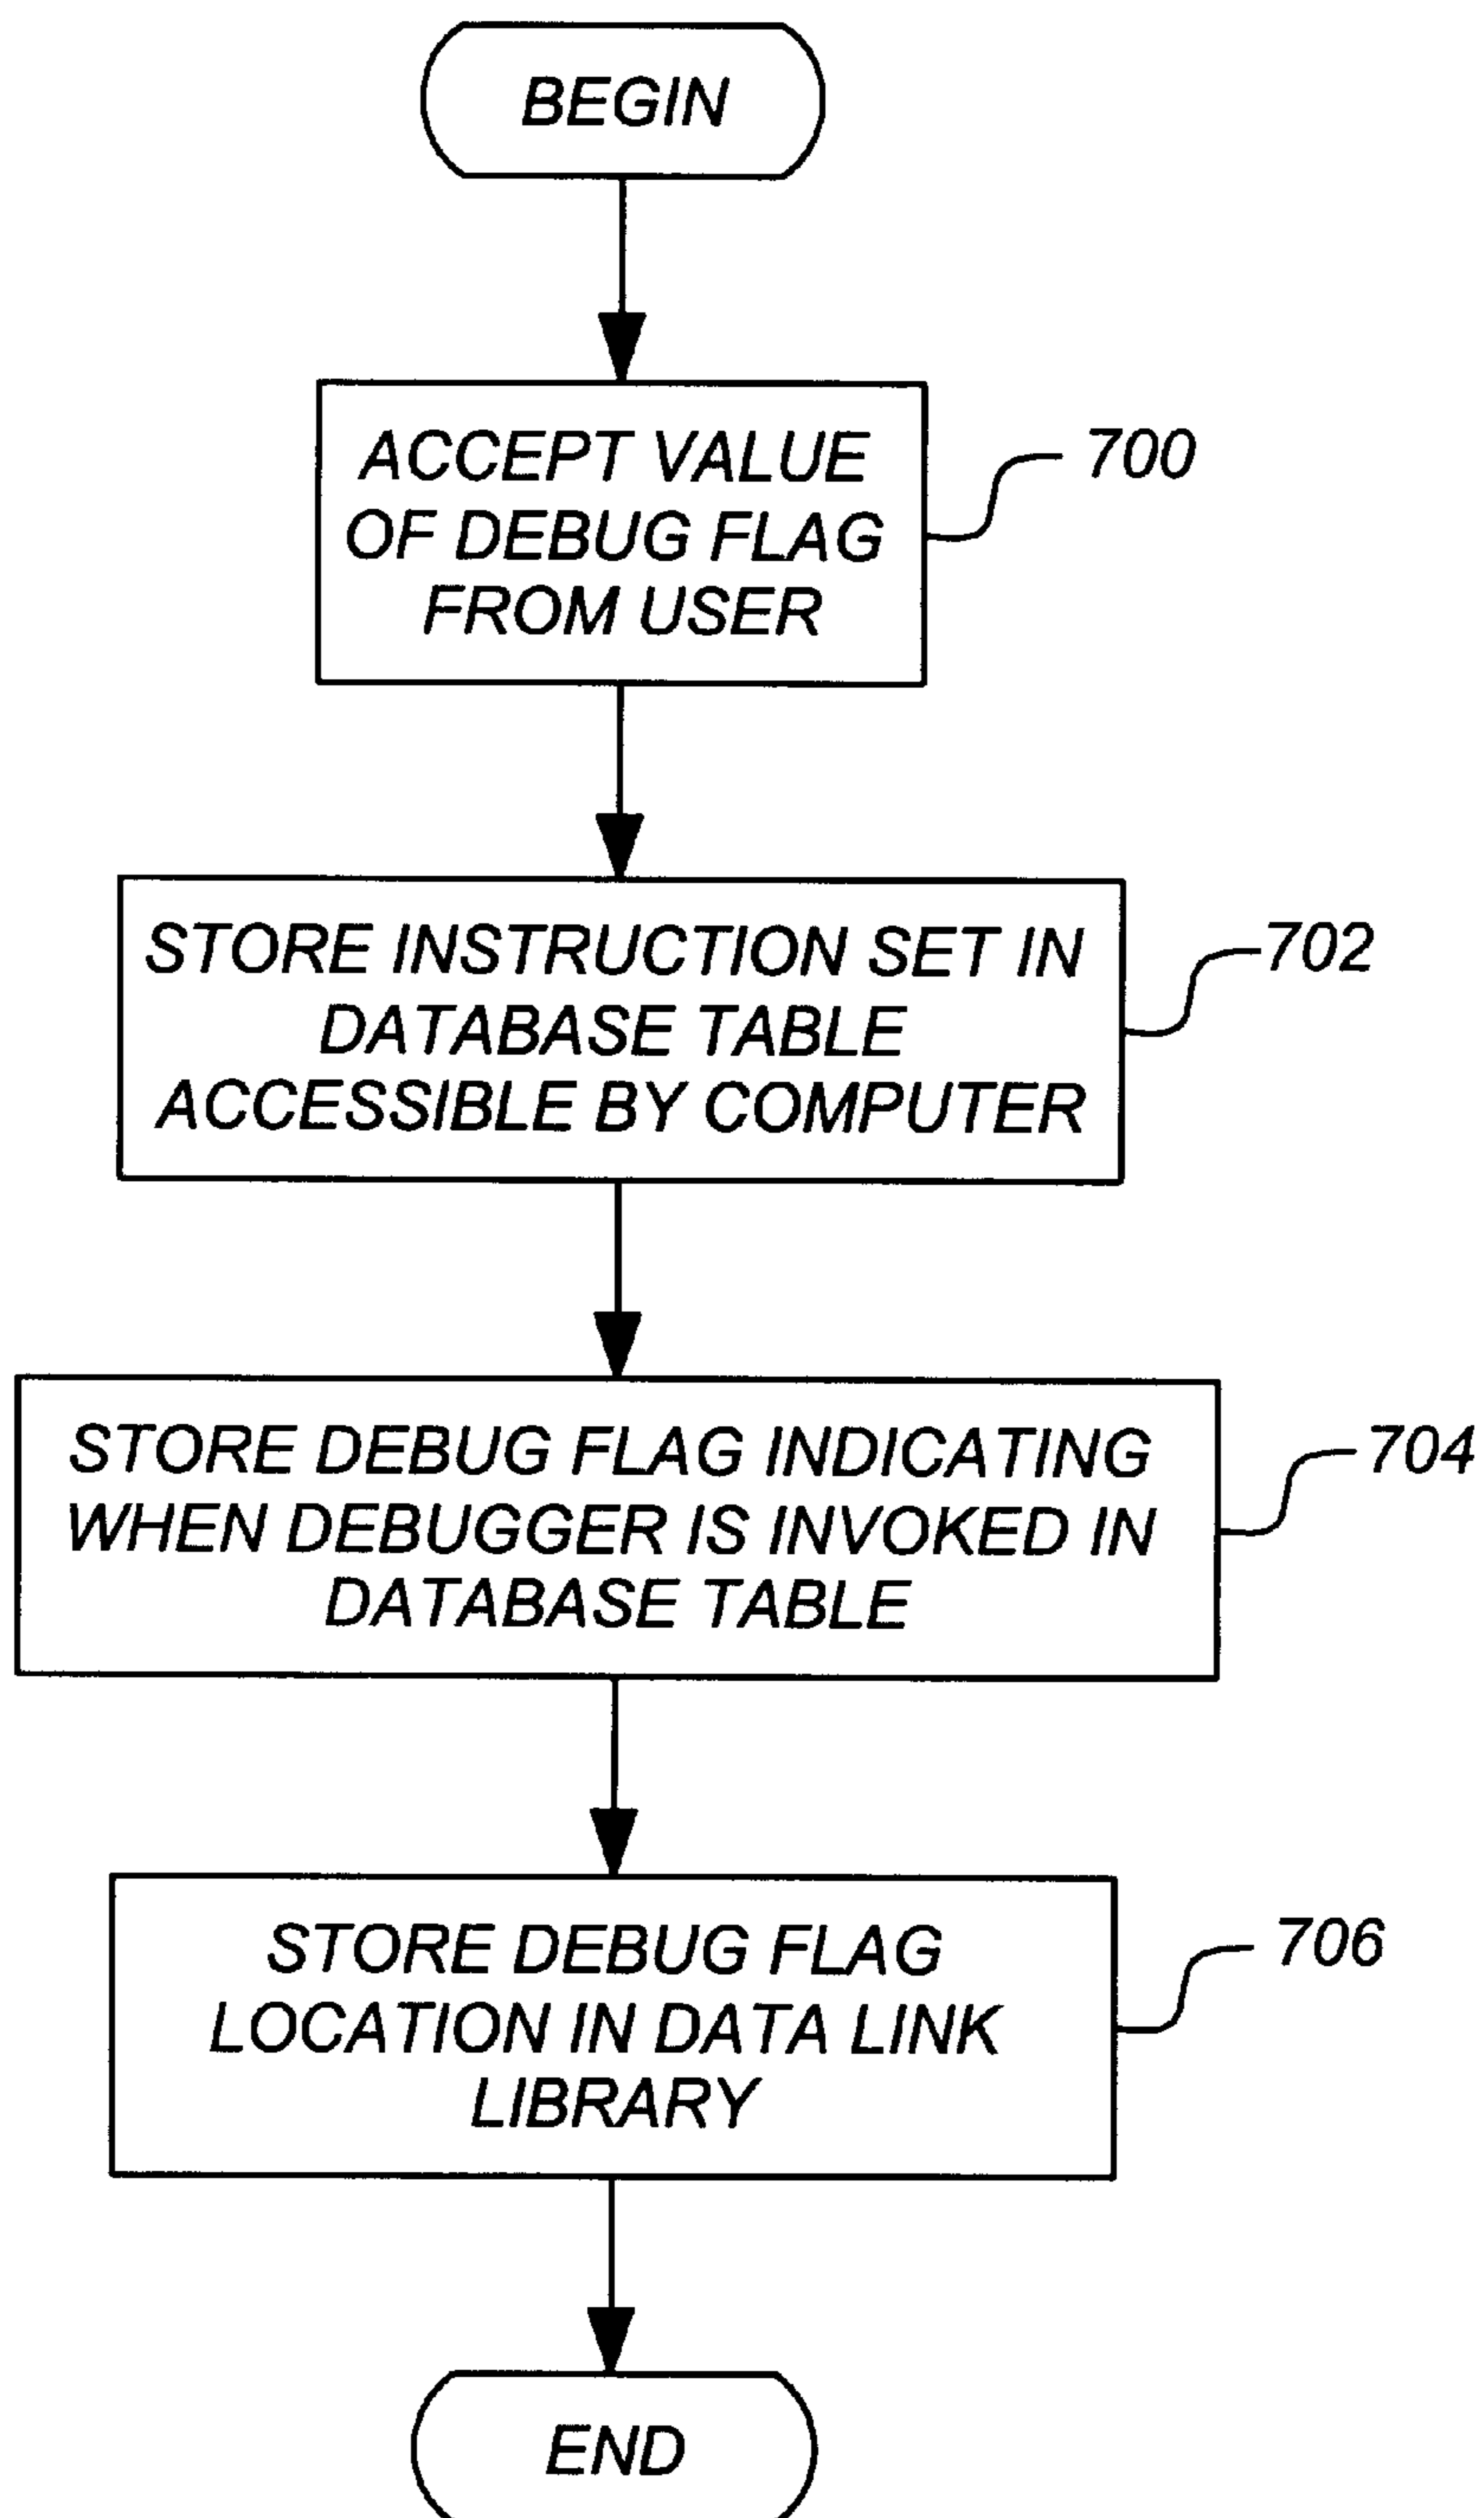 BEGIN
ACCEPT VALUE
OF DEBUG FLAG
FROM USER
700
STORE INSTRUCTION SET IN
DATABASE TABLE
ACCESSIBLE BY COMPUTER
702
STORE DEBUG FLAG INDICATING
WHEN DEBUGGER IS INVOKED IN
DATABASE TABLE
704
STORE DEBUG FLAG
LOCATION IN DATA LINK
LIBRARY
706
END